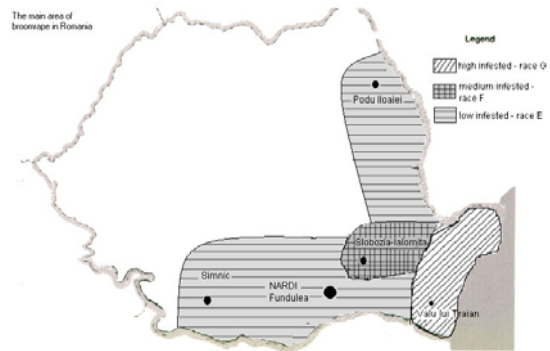 The main area of
broomrape in Romania
Legend
high infested - race G
medium infested -
race F
low infested - race E
Podu Iloaiei
Slobozia-Ialomita
Simnic
NARDI
Fundulea
Valu lui Traian